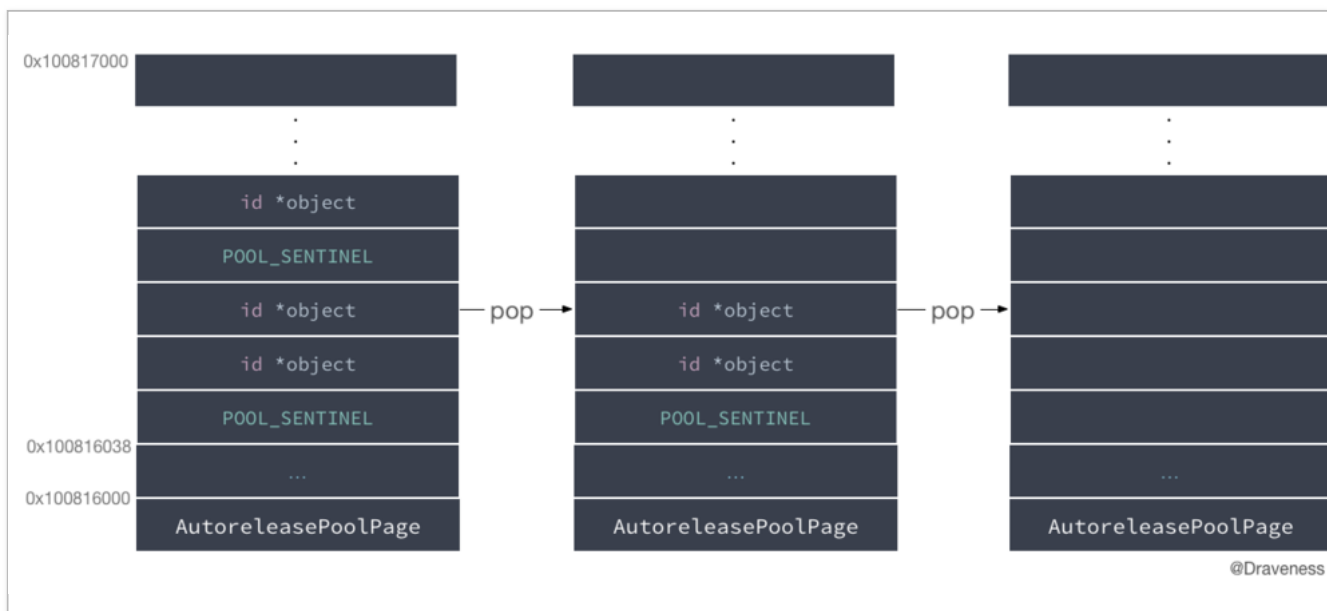 0x100817000
id *object
POOL_SENTINEL
id *object
id *object
POOL_SENTINEL
0x100816038
...
0x100816000
AutoreleasePoolPage
pop
id *object
id *object
POOL_SENTINEL
...
AutoreleasePoolPage
pop
...
AutoreleasePoolPage
@Draveness